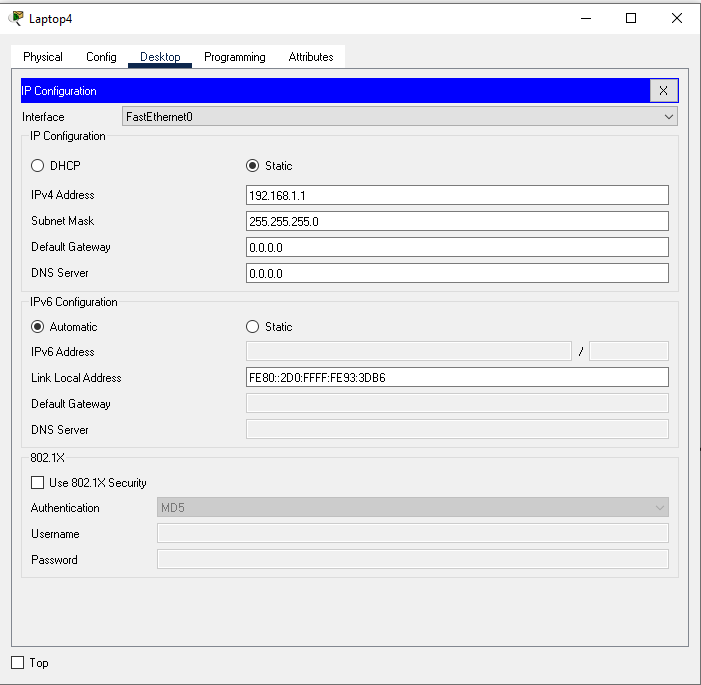 Laptop4
Physical Config Desktop Programming Attributes
IP Configuration X
Interface FastEthernet0
IP Configuration
DHCP Static
IPv4 Address 192.168.1.1
Subnet Mask 255.255.255.0
Default Gateway 0.0.0.0
DNS Server 0.0.0.0
IPv6 Configuration
Automatic Static
IPv6 Address /
Link Local Address FE80::2D0:FFFF:FE93:3DB6
Default Gateway
DNS Server
802.1X
Use 802.1X Security
Authentication MD5
Username
Password
Top